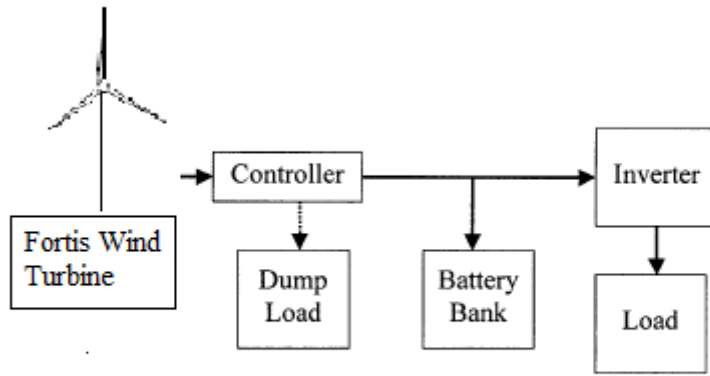 Fortis Wind
Turbine
Controller
Dump
Load
Battery
Bank
Inverter
Load